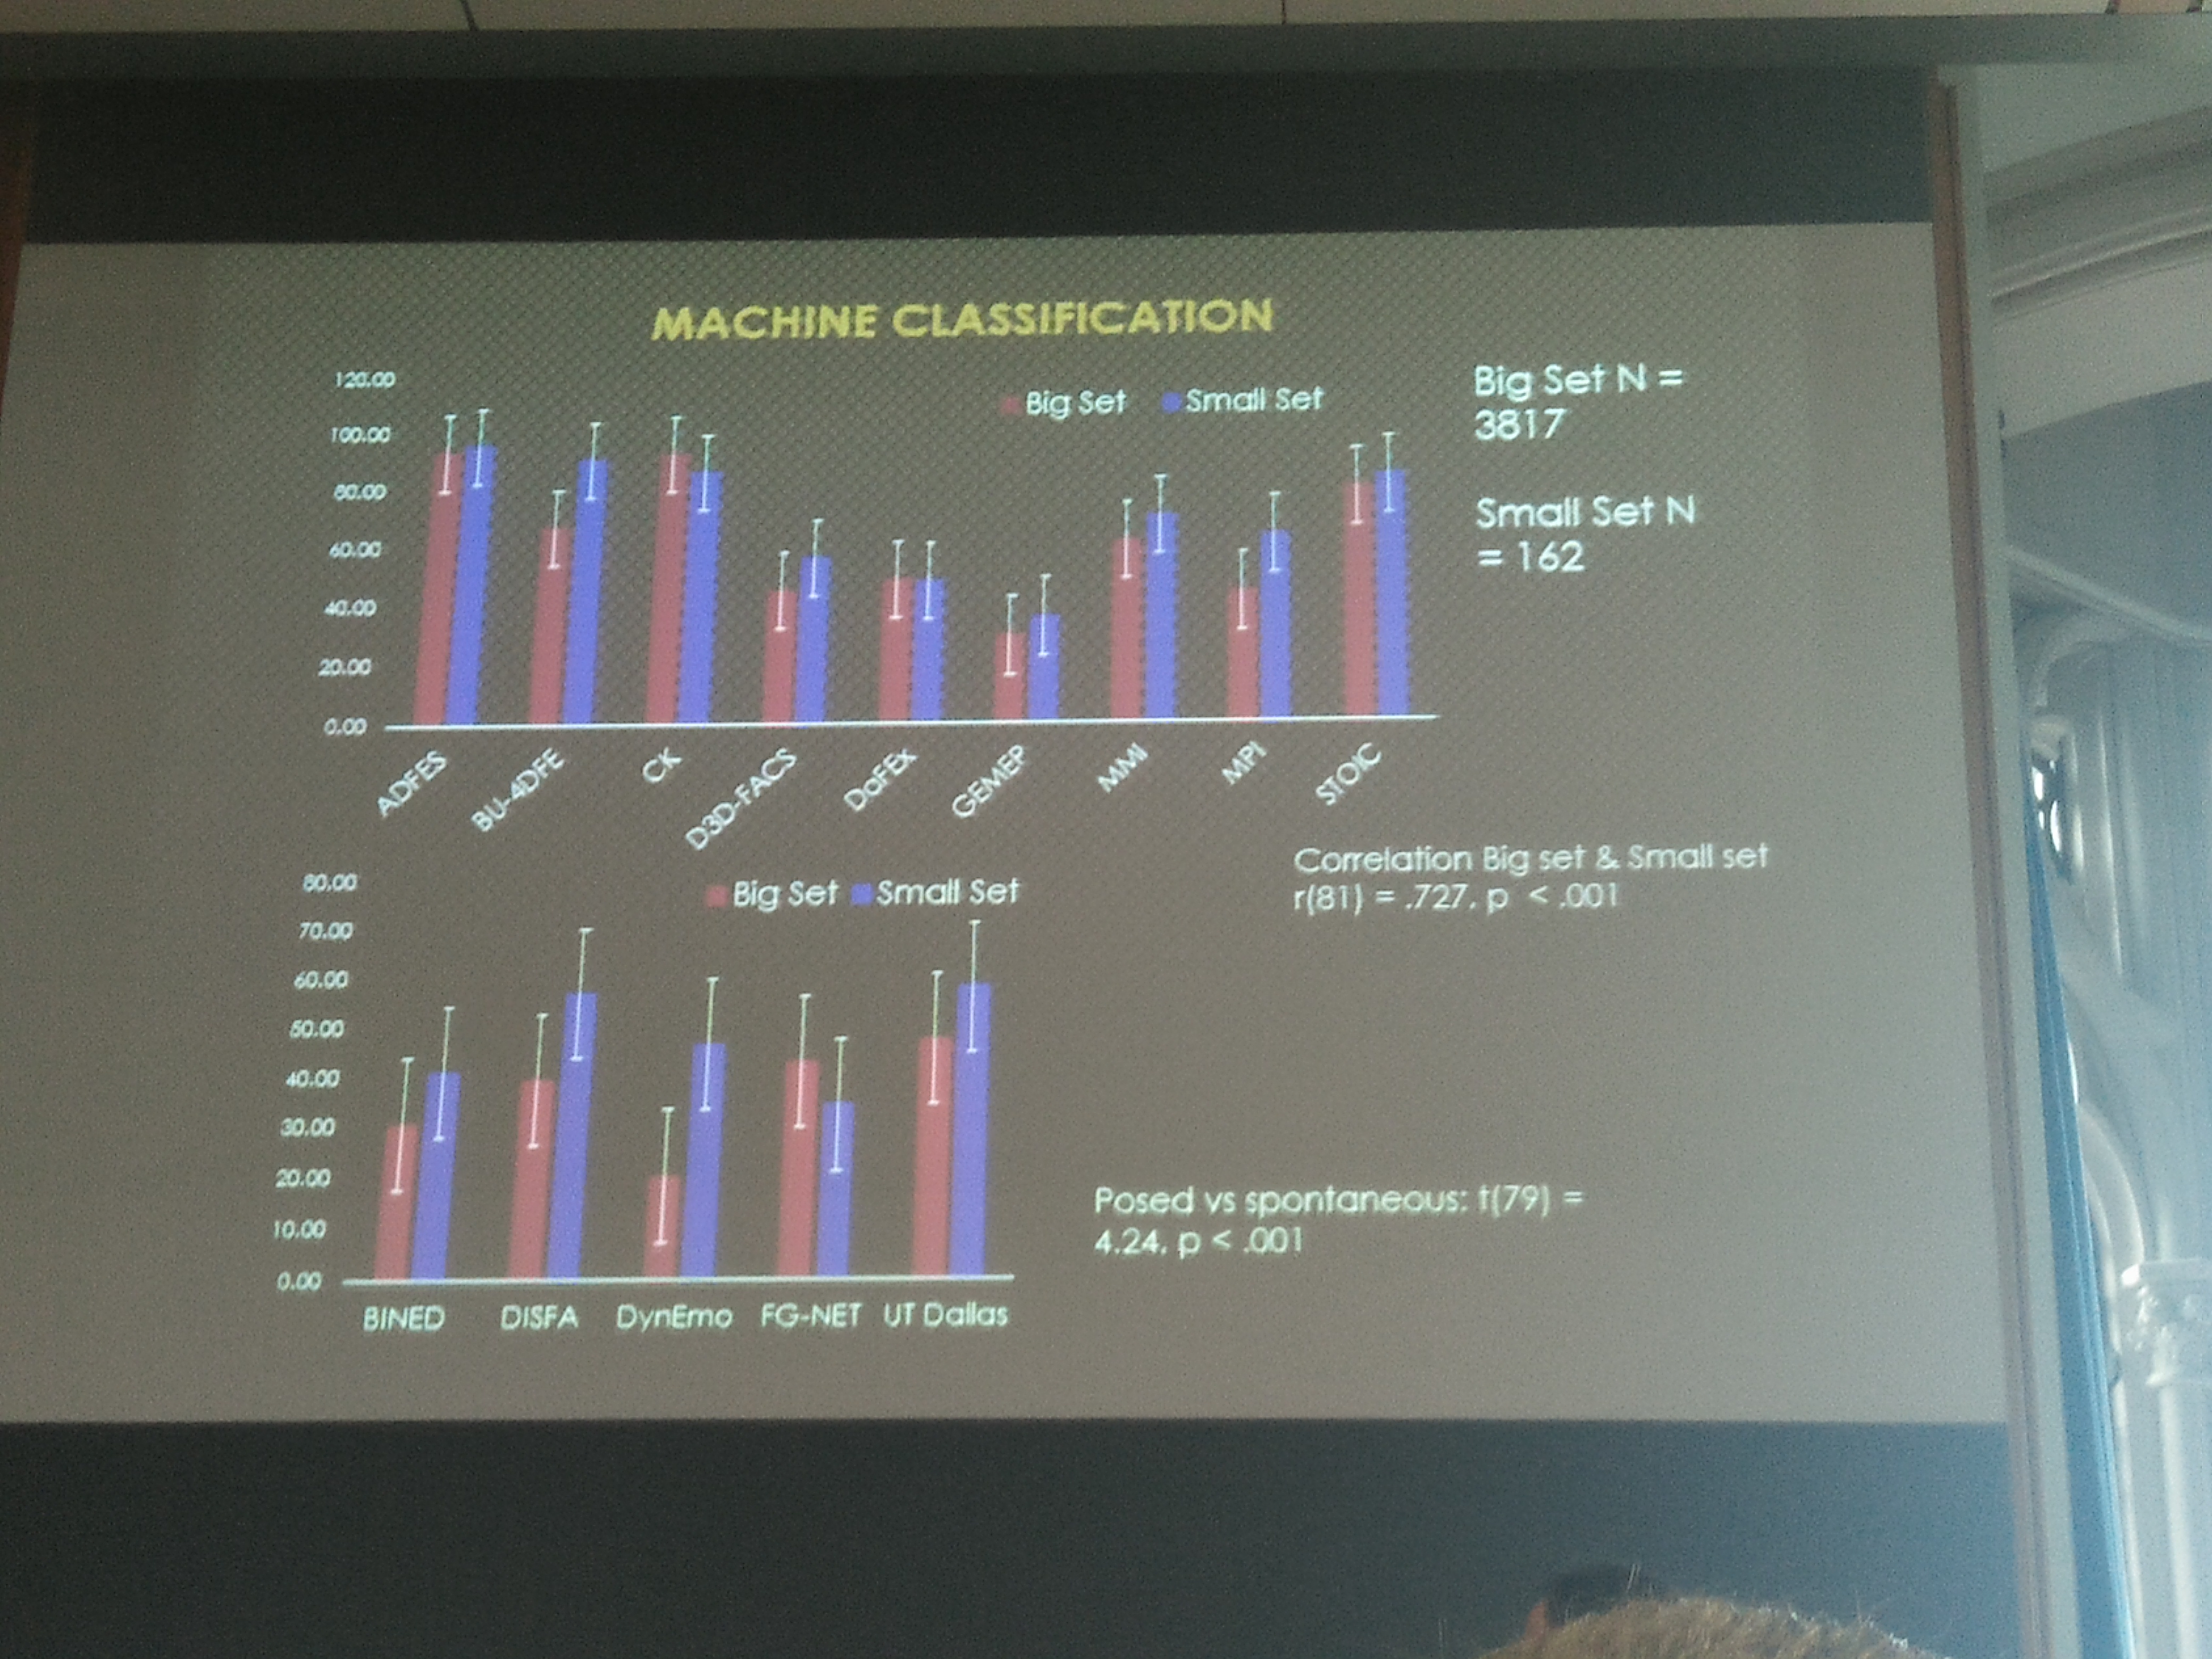 MACHINE CLASSIFICATION
120.00
100.00
80.00
60.00
40.00
20.00
0.00
Big Set Small Set
ADFES BU-4DFE CK D3D-FACS DaFEx GEMEP MMI MPI STOIC
Big Set N =
3817
Small Set N
= 162
Correlation Big set & Small set
r(81) = .727, p < .001
80.00
70.00
60.00
50.00
40.00
30.00
20.00
10.00
0.00
Big Set Small Set
BINED DISFA DynEmo FG-NET UT Dallas
Posed vs spontaneous: t(79) =
4.24, p < .001